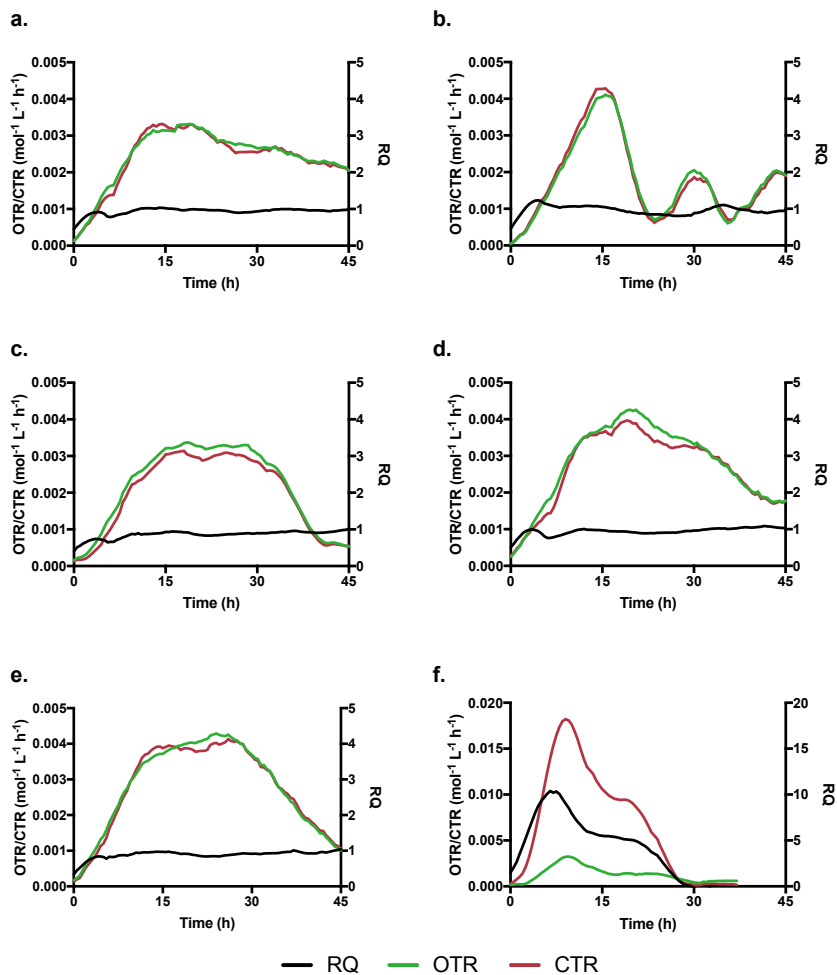 a.
OTR/CTR (mol⁻¹ L⁻¹ h⁻¹)
0.005
0.004
0.003
0.002
0.001
0.000
5
4
3
2
1
0
RQ
0 15 30 45
Time (h)
b.
OTR/CTR (mol⁻¹ L⁻¹ h⁻¹)
0.005
0.004
0.003
0.002
0.001
0.000
5
4
3
2
1
0
RQ
0 15 30 45
Time (h)
c.
OTR/CTR (mol⁻¹ L⁻¹ h⁻¹)
0.005
0.004
0.003
0.002
0.001
0.000
5
4
3
2
1
0
RQ
0 15 30 45
Time (h)
d.
OTR/CTR (mol⁻¹ L⁻¹ h⁻¹)
0.005
0.004
0.003
0.002
0.001
0.000
5
4
3
2
1
0
RQ
0 15 30 45
Time (h)
e.
OTR/CTR (mol⁻¹ L⁻¹ h⁻¹)
0.005
0.004
0.003
0.002
0.001
0.000
5
4
3
2
1
0
RQ
0 15 30 45
Time (h)
f.
OTR/CTR (mol⁻¹ L⁻¹ h⁻¹)
0.020
0.015
0.010
0.005
0.000
20
15
10
5
0
RQ
0 15 30 45
Time (h)
RQ OTR CTR